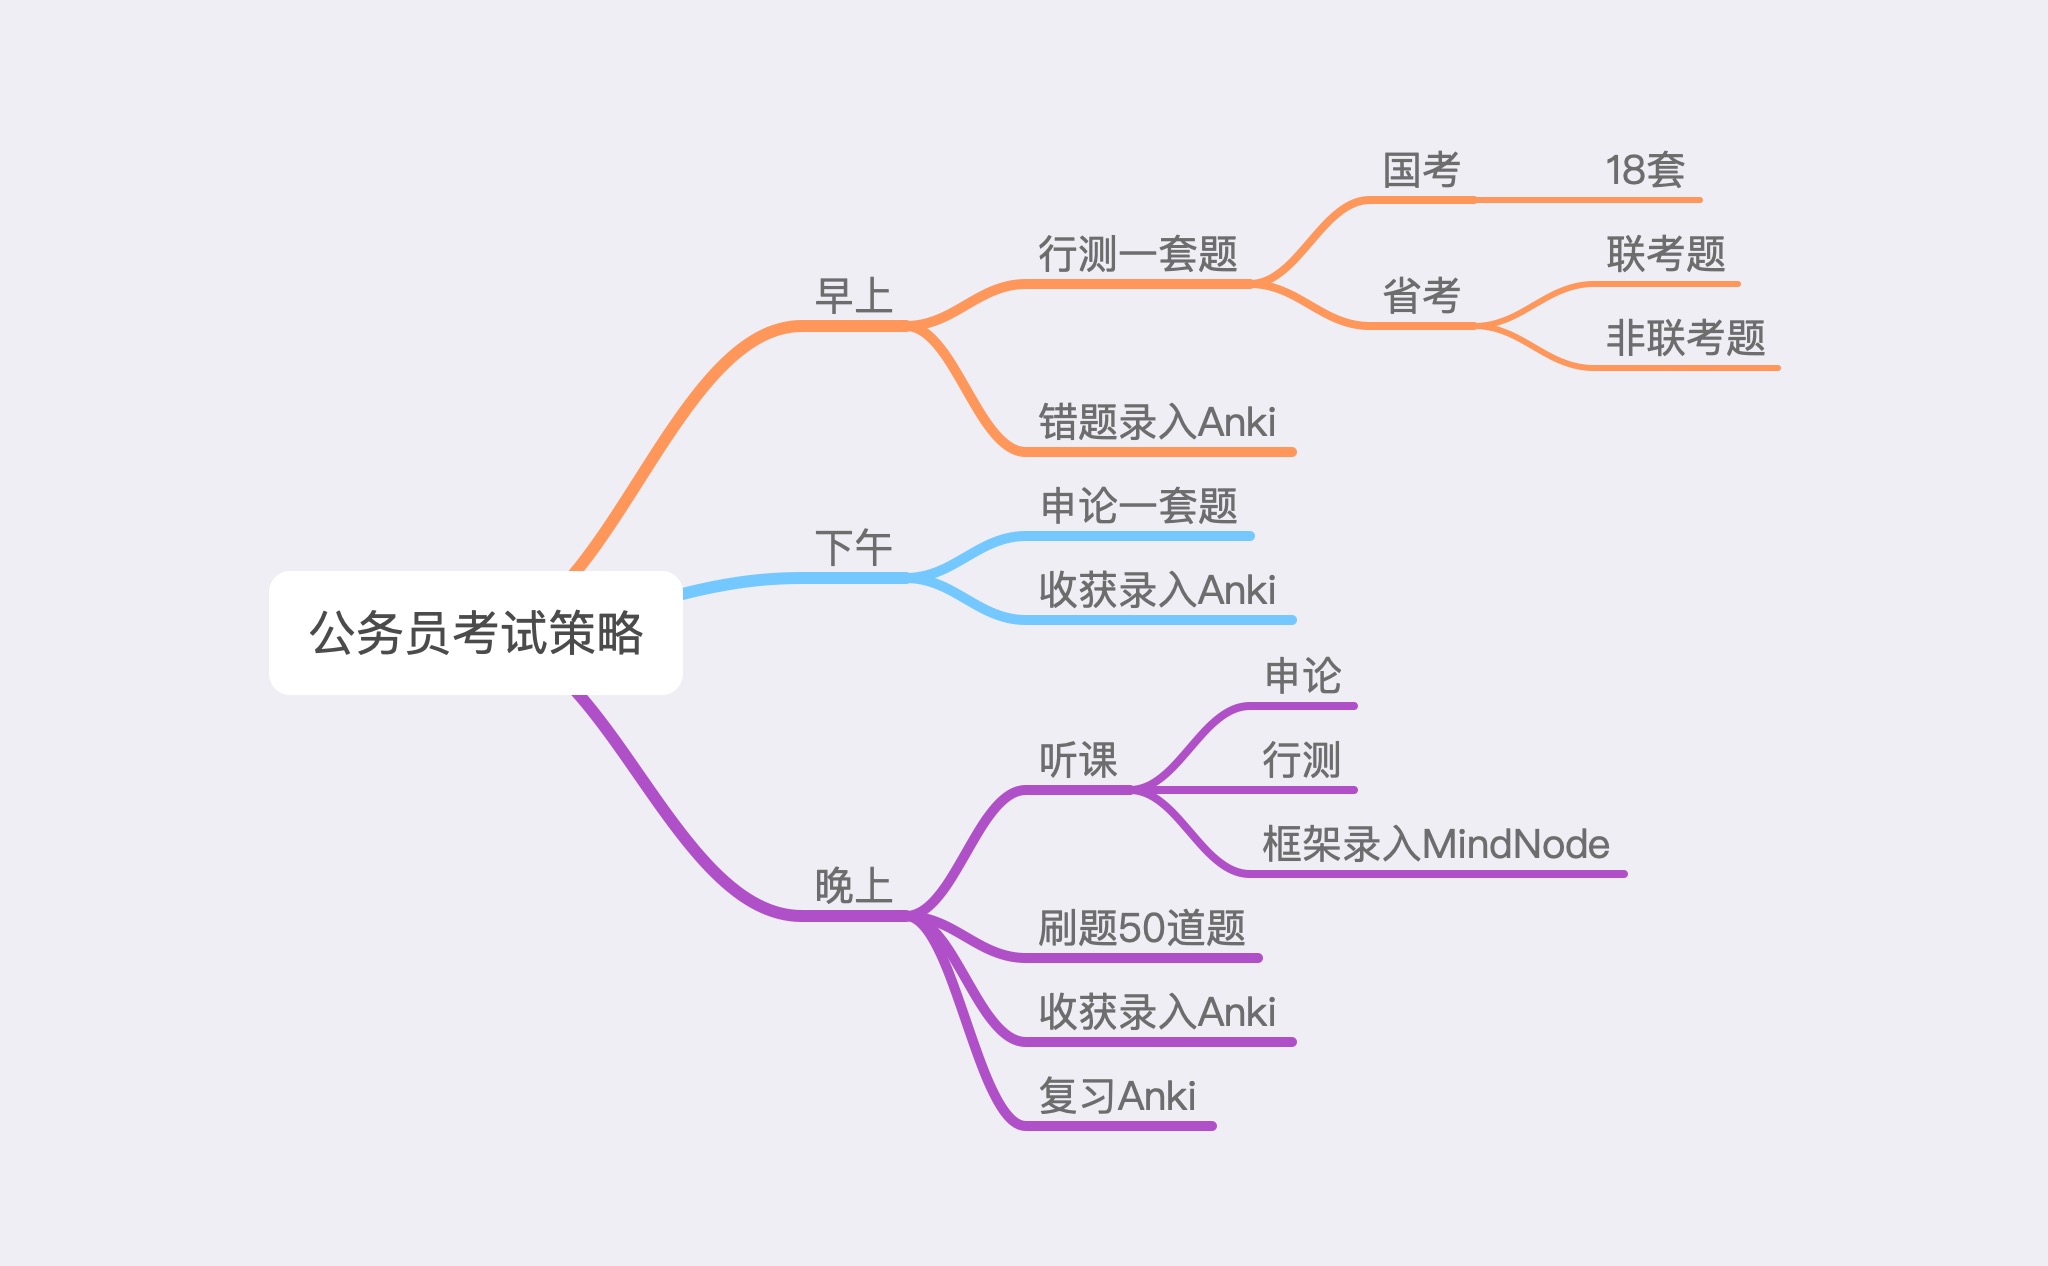 公务员考试策略
早上
行测一套题
国考
18套
省考
联考题
非联考题
错题录入Anki
下午
申论一套题
收获录入Anki
晚上
听课
申论
行测
框架录入MindNode
刷题50道题
收获录入Anki
复习Anki